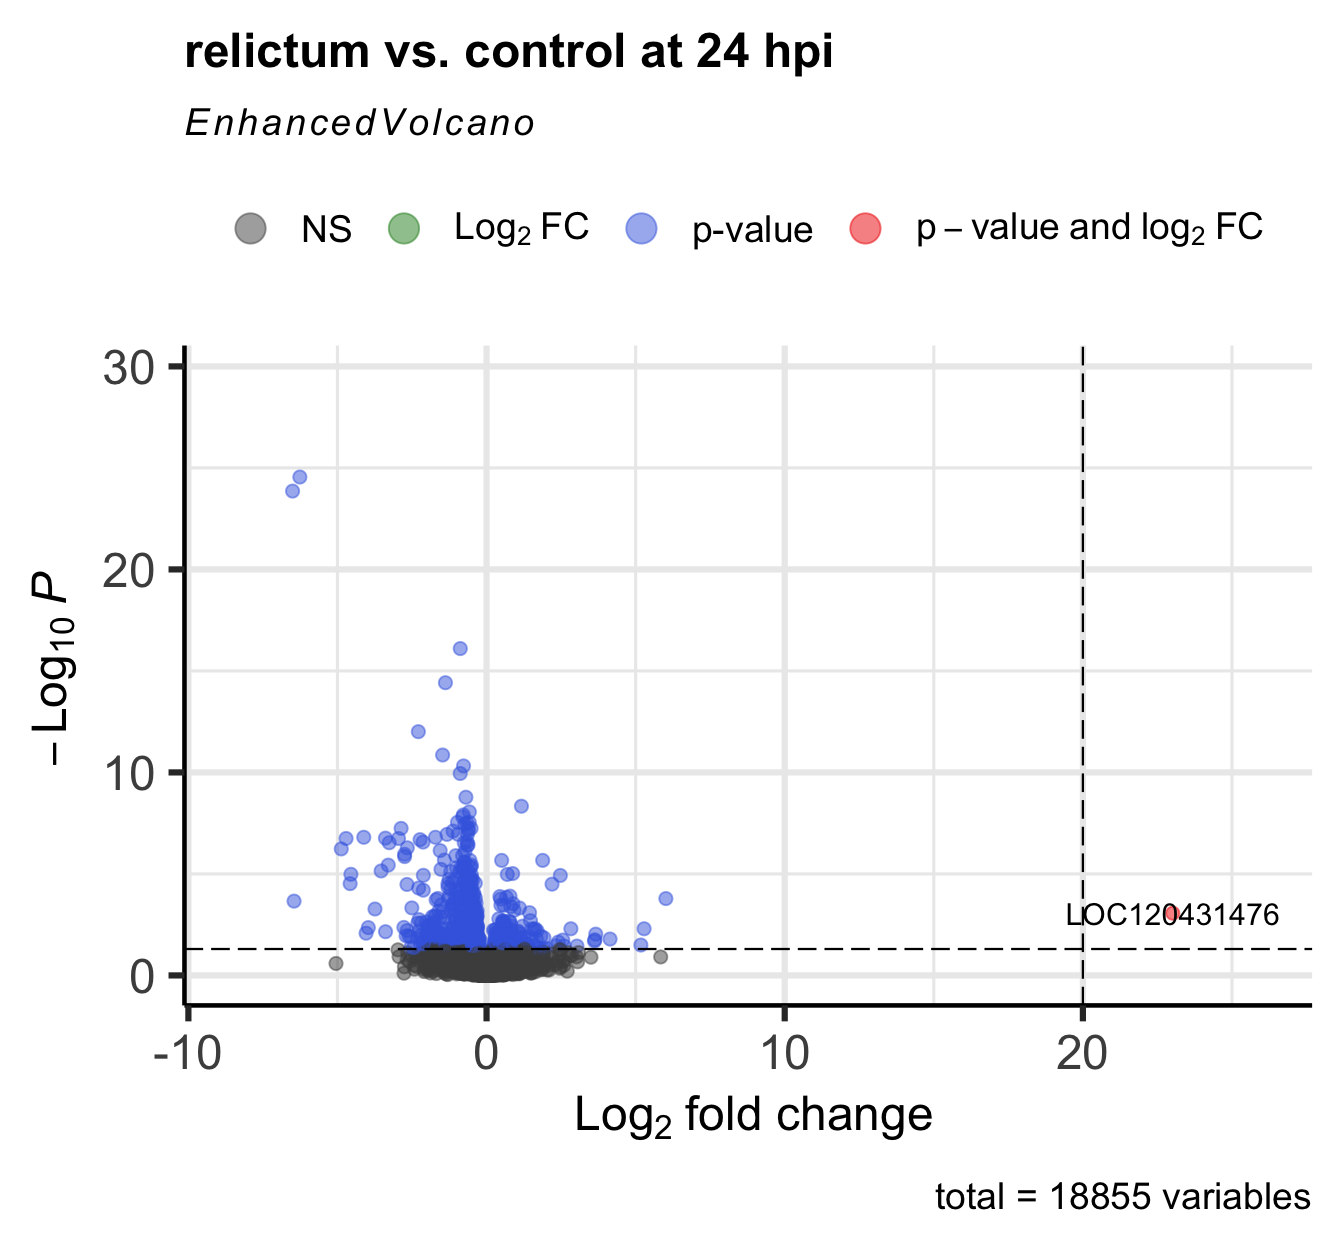 relictum vs. control at 24 hpi
EnhancedVolcano
NS Log₂ FC p-value p – value and log₂ FC
30
20
10
0
–Log₁₀ P
LOC120431476
-10 0 10 20
Log₂ fold change
total = 18855 variables